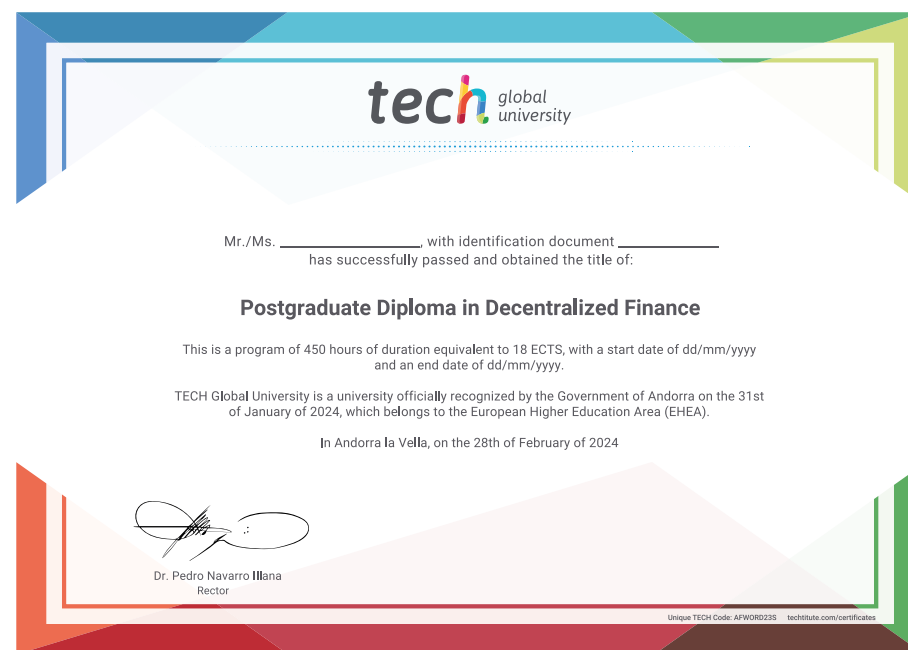 tech global
university
Mr./Ms. ____________, with identification document ____________
has successfully passed and obtained the title of:
Postgraduate Diploma in Decentralized Finance
This is a program of 450 hours of duration equivalent to 18 ECTS, with a start date of dd/mm/yyyy
and an end date of dd/mm/yyyy.
TECH Global University is a university officially recognized by the Government of Andorra on the 31st
of January of 2024, which belongs to the European Higher Education Area (EHEA).
In Andorra la Vella, on the 28th of February of 2024
Dr. Pedro Navarro Illana
Rector
Unique TECH Code: AFWORD23S techtitute.com/certificates